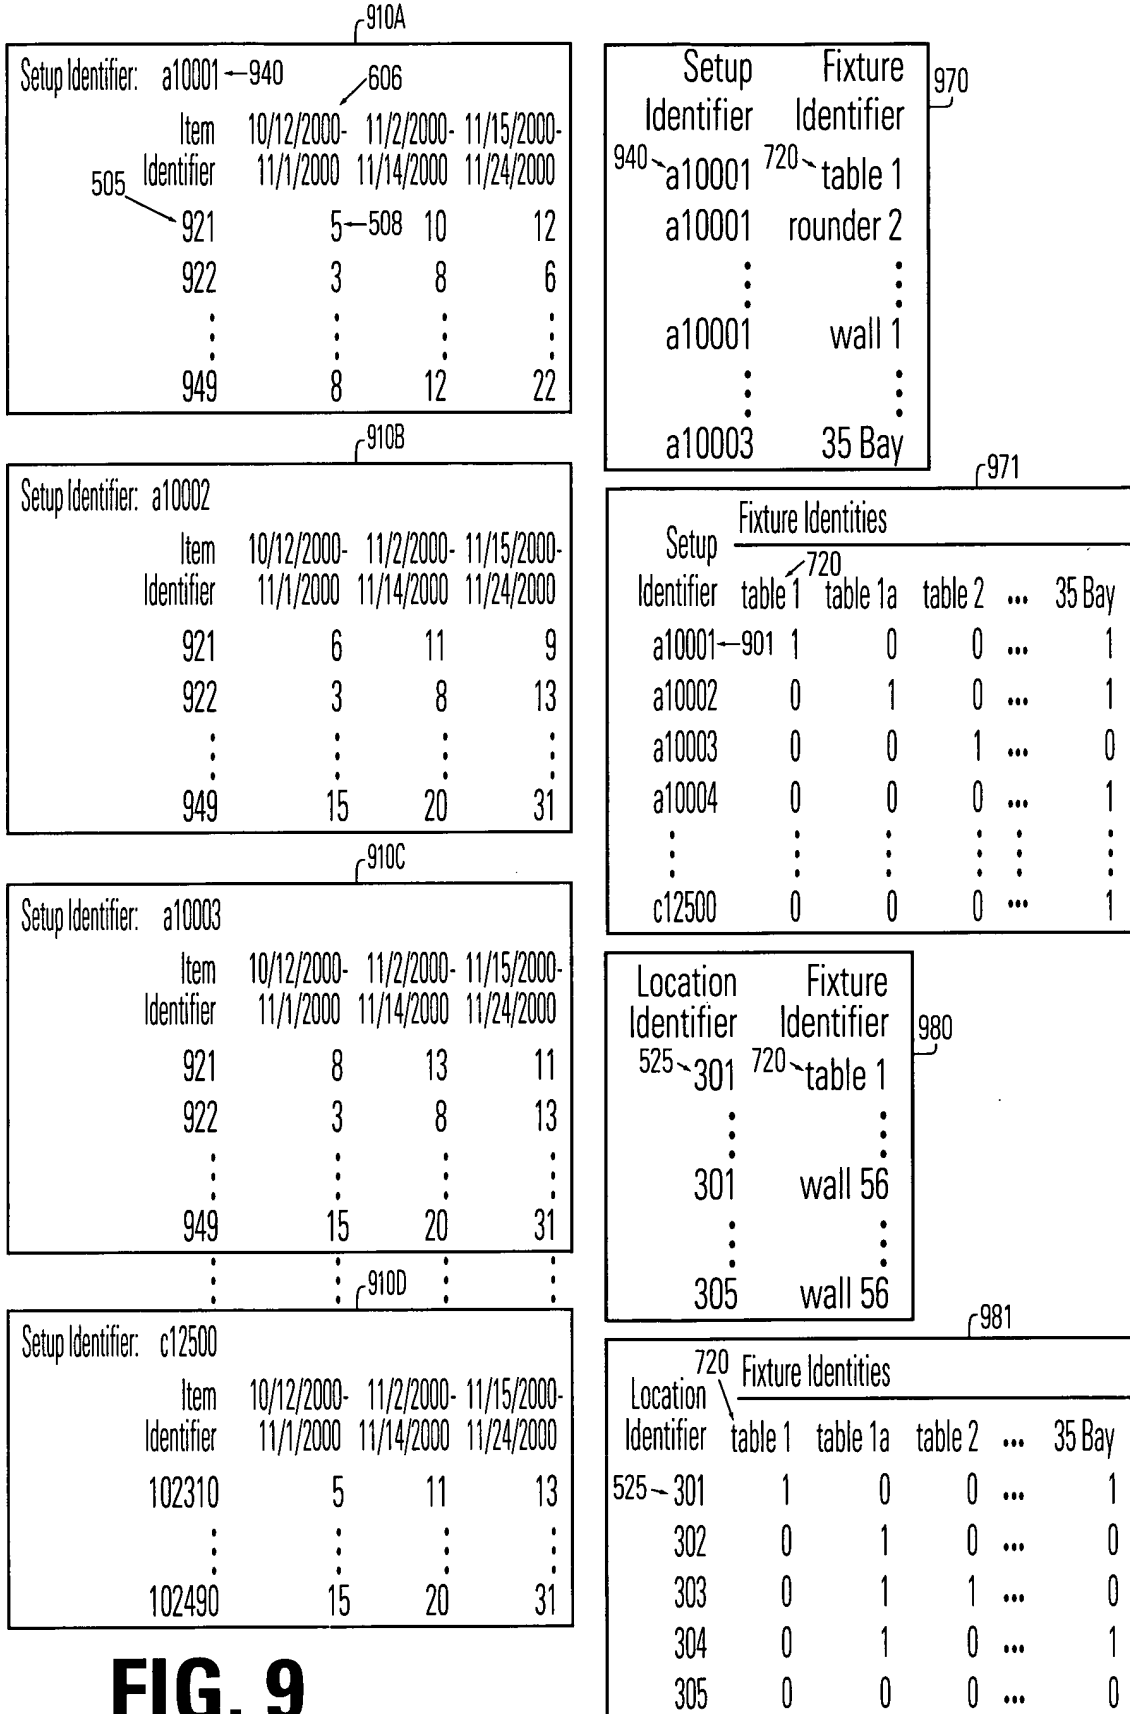 910A
Setup Identifier: a10001 940
606
Item 10/12/2000- 11/2/2000- 11/15/2000-
Identifier 11/1/2000 11/14/2000 11/24/2000
505
921 5 508 10 12
922 3 8 6
949 8 12 22
910B
Setup Identifier: a10002
Item 10/12/2000- 11/2/2000- 11/15/2000-
Identifier 11/1/2000 11/14/2000 11/24/2000
921 6 11 9
922 3 8 13
949 15 20 31
910C
Setup Identifier: a10003
Item 10/12/2000- 11/2/2000- 11/15/2000-
Identifier 11/1/2000 11/14/2000 11/24/2000
921 8 13 11
922 3 8 13
949 15 20 31
910D
Setup Identifier: c12500
Item 10/12/2000- 11/2/2000- 11/15/2000-
Identifier 11/1/2000 11/14/2000 11/24/2000
102310 5 11 13
102490 15 20 31
FIG. 9
970
Setup Fixture
Identifier Identifier
940 a10001 720 table 1
a10001 rounder 2
a10001 wall 1
a10003 35 Bay
971
Fixture Identities
Setup
720
Identifier table 1 table 1a table 2 ... 35 Bay
a10001 901 1 0 0 ... 1
a10002 0 1 0 ... 1
a10003 0 0 1 ... 0
a10004 0 0 0 ... 1
c12500 0 0 0 ... 1
980
Location Fixture
Identifier Identifier
525 301 720 table 1
301 wall 56
305 wall 56
981
720 Fixture Identities
Location
Identifier table 1 table 1a table 2 ... 35 Bay
525 301 1 0 0 ... 1
302 0 1 0 ... 0
303 0 1 1 ... 0
304 0 1 0 ... 1
305 0 0 0 ... 0